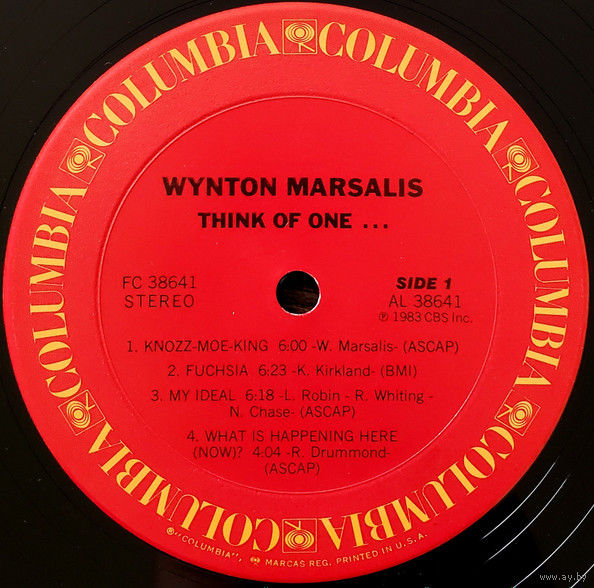 COLUMBIA COLUMBIA COLUMBIA COLUMBIA COLUMBIA COLUMBIA COLUMBIA
WYNTON MARSALIS
THINK OF ONE ...
FC 38641
STEREO
SIDE 1
AL 38641
℗ 1983 CBS Inc.
1. KNOZZ-MOE-KING 6:00 -W. Marsalis- (ASCAP)
2. FUCHSIA 6:23 -K. Kirkland- (BMI)
3. MY IDEAL 6:18 -L. Robin - R. Whiting -
N. Chase- (ASCAP)
4. WHAT IS HAPPENING HERE
(NOW)? 4:04 -R. Drummond-
(ASCAP)
® "COLUMBIA", MARCAS REG. PRINTED IN U.S.A.
www.ay.by